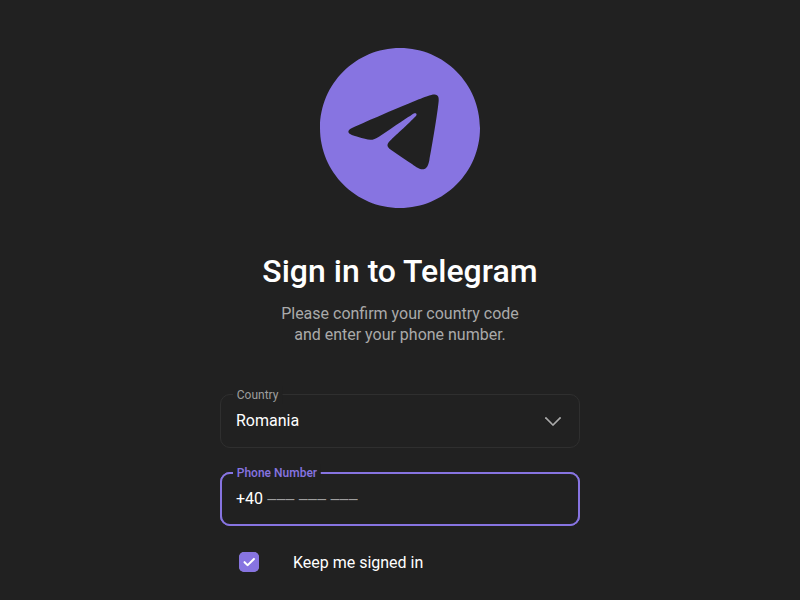 Sign in to Telegram
Please confirm your country code
and enter your phone number.
Country
Romania
Phone Number
+40 ––– ––– –––
Keep me signed in